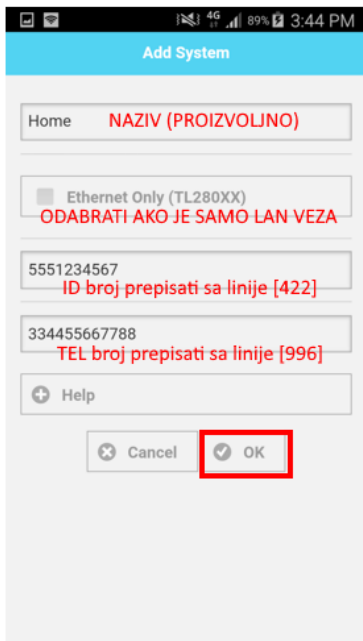 4G 89% 3:44 PM
Add System
Home NAZIV (PROIZVOLJNO)
Ethernet Only (TL280XX)
ODABRATI AKO JE SAMO LAN VEZA
5551234567
ID broj prepisati sa linije [422]
334455667788
TEL broj prepisati sa linije [996]
Help
Cancel OK